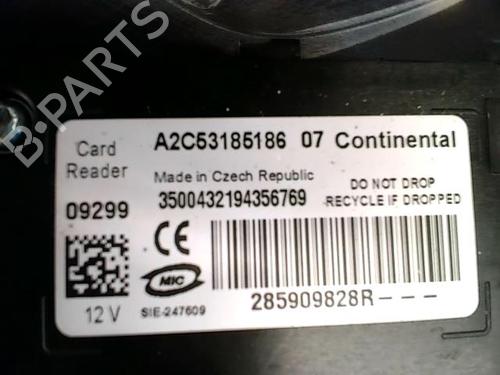 B-PARTS
Card Reader
A2C53185186 07 Continental
Made in Czech Republic
09299
3500432194356769
DO NOT DROP
RECYCLE IF DROPPED
CE
MIC
12 V
SIE-247609
285909828R---